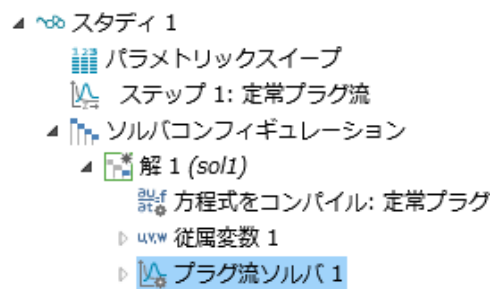 スタディ 1
パラメトリックスイープ
ステップ 1: 定常プラグ流
ソルバコンフィギュレーション
解 1 (sol1)
方程式をコンパイル: 定常プラグ
従属変数 1
プラグ流ソルバ 1